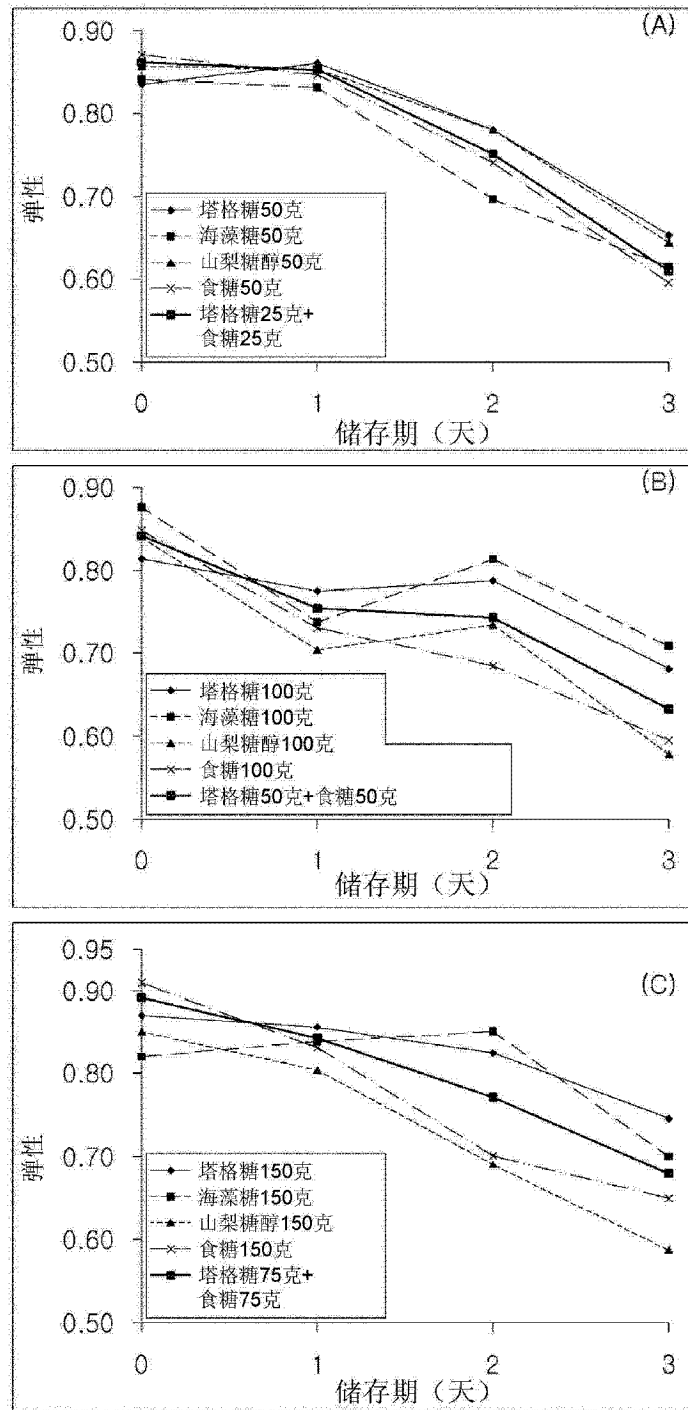 (A)
0.90
0.80
0.70
0.60
0.50
弹性
塔格糖50克
海藻糖50克
山梨糖醇50克
食糖50克
塔格糖25克+
食糖25克
0 1 2 3
储存期（天）
(B)
0.90
0.80
0.70
0.60
0.50
弹性
塔格糖100克
海藻糖100克
山梨糖醇100克
食糖100克
塔格糖50克+食糖50克
0 1 2 3
储存期（天）
(C)
0.95
0.90
0.80
0.70
0.60
0.50
弹性
塔格糖150克
海藻糖150克
山梨糖醇150克
食糖150克
塔格糖75克+
食糖75克
0 1 2 3
储存期（天）